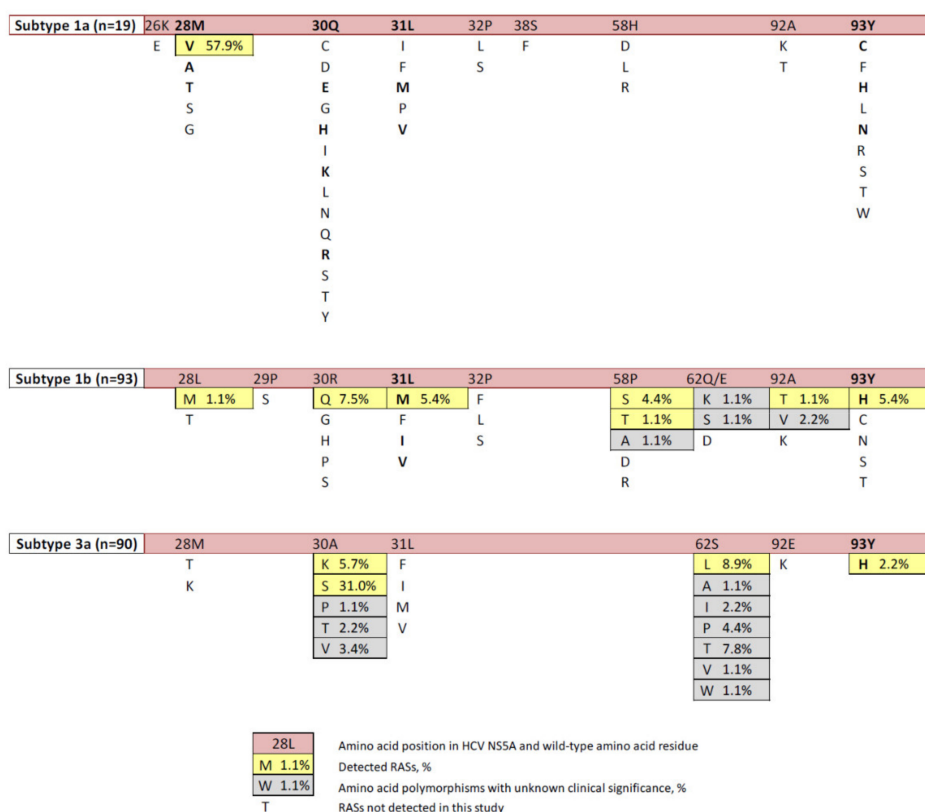 Subtype 1a (n=19) 26K 28M 30Q 31L 32P 38S 58H 92A 93Y
E V 57.9% C I L F D K C
A D F S L T F
T E M R H
S G P L
G H V N
I R
K S
L T
N W
Q
R
S
T
Y
Subtype 1b (n=93) 28L 29P 30R 31L 32P 58P 62Q/E 92A 93Y
M 1.1% S Q 7.5% M 5.4% F S 4.4% K 1.1% T 1.1% H 5.4%
T G F L T 1.1% S 1.1% V 2.2% C
H I S A 1.1% D K N
P V D S
S R T
Subtype 3a (n=90) 28M 30A 31L 62S 92E 93Y
T K 5.7% F L 8.9% K H 2.2%
K S 31.0% I A 1.1%
P 1.1% M I 2.2%
T 2.2% V P 4.4%
V 3.4% T 7.8%
V 1.1%
W 1.1%
28L Amino acid position in HCV NS5A and wild-type amino acid residue
M 1.1% Detected RASs, %
W 1.1% Amino acid polymorphisms with unknown clinical significance, %
T RASs not detected in this study